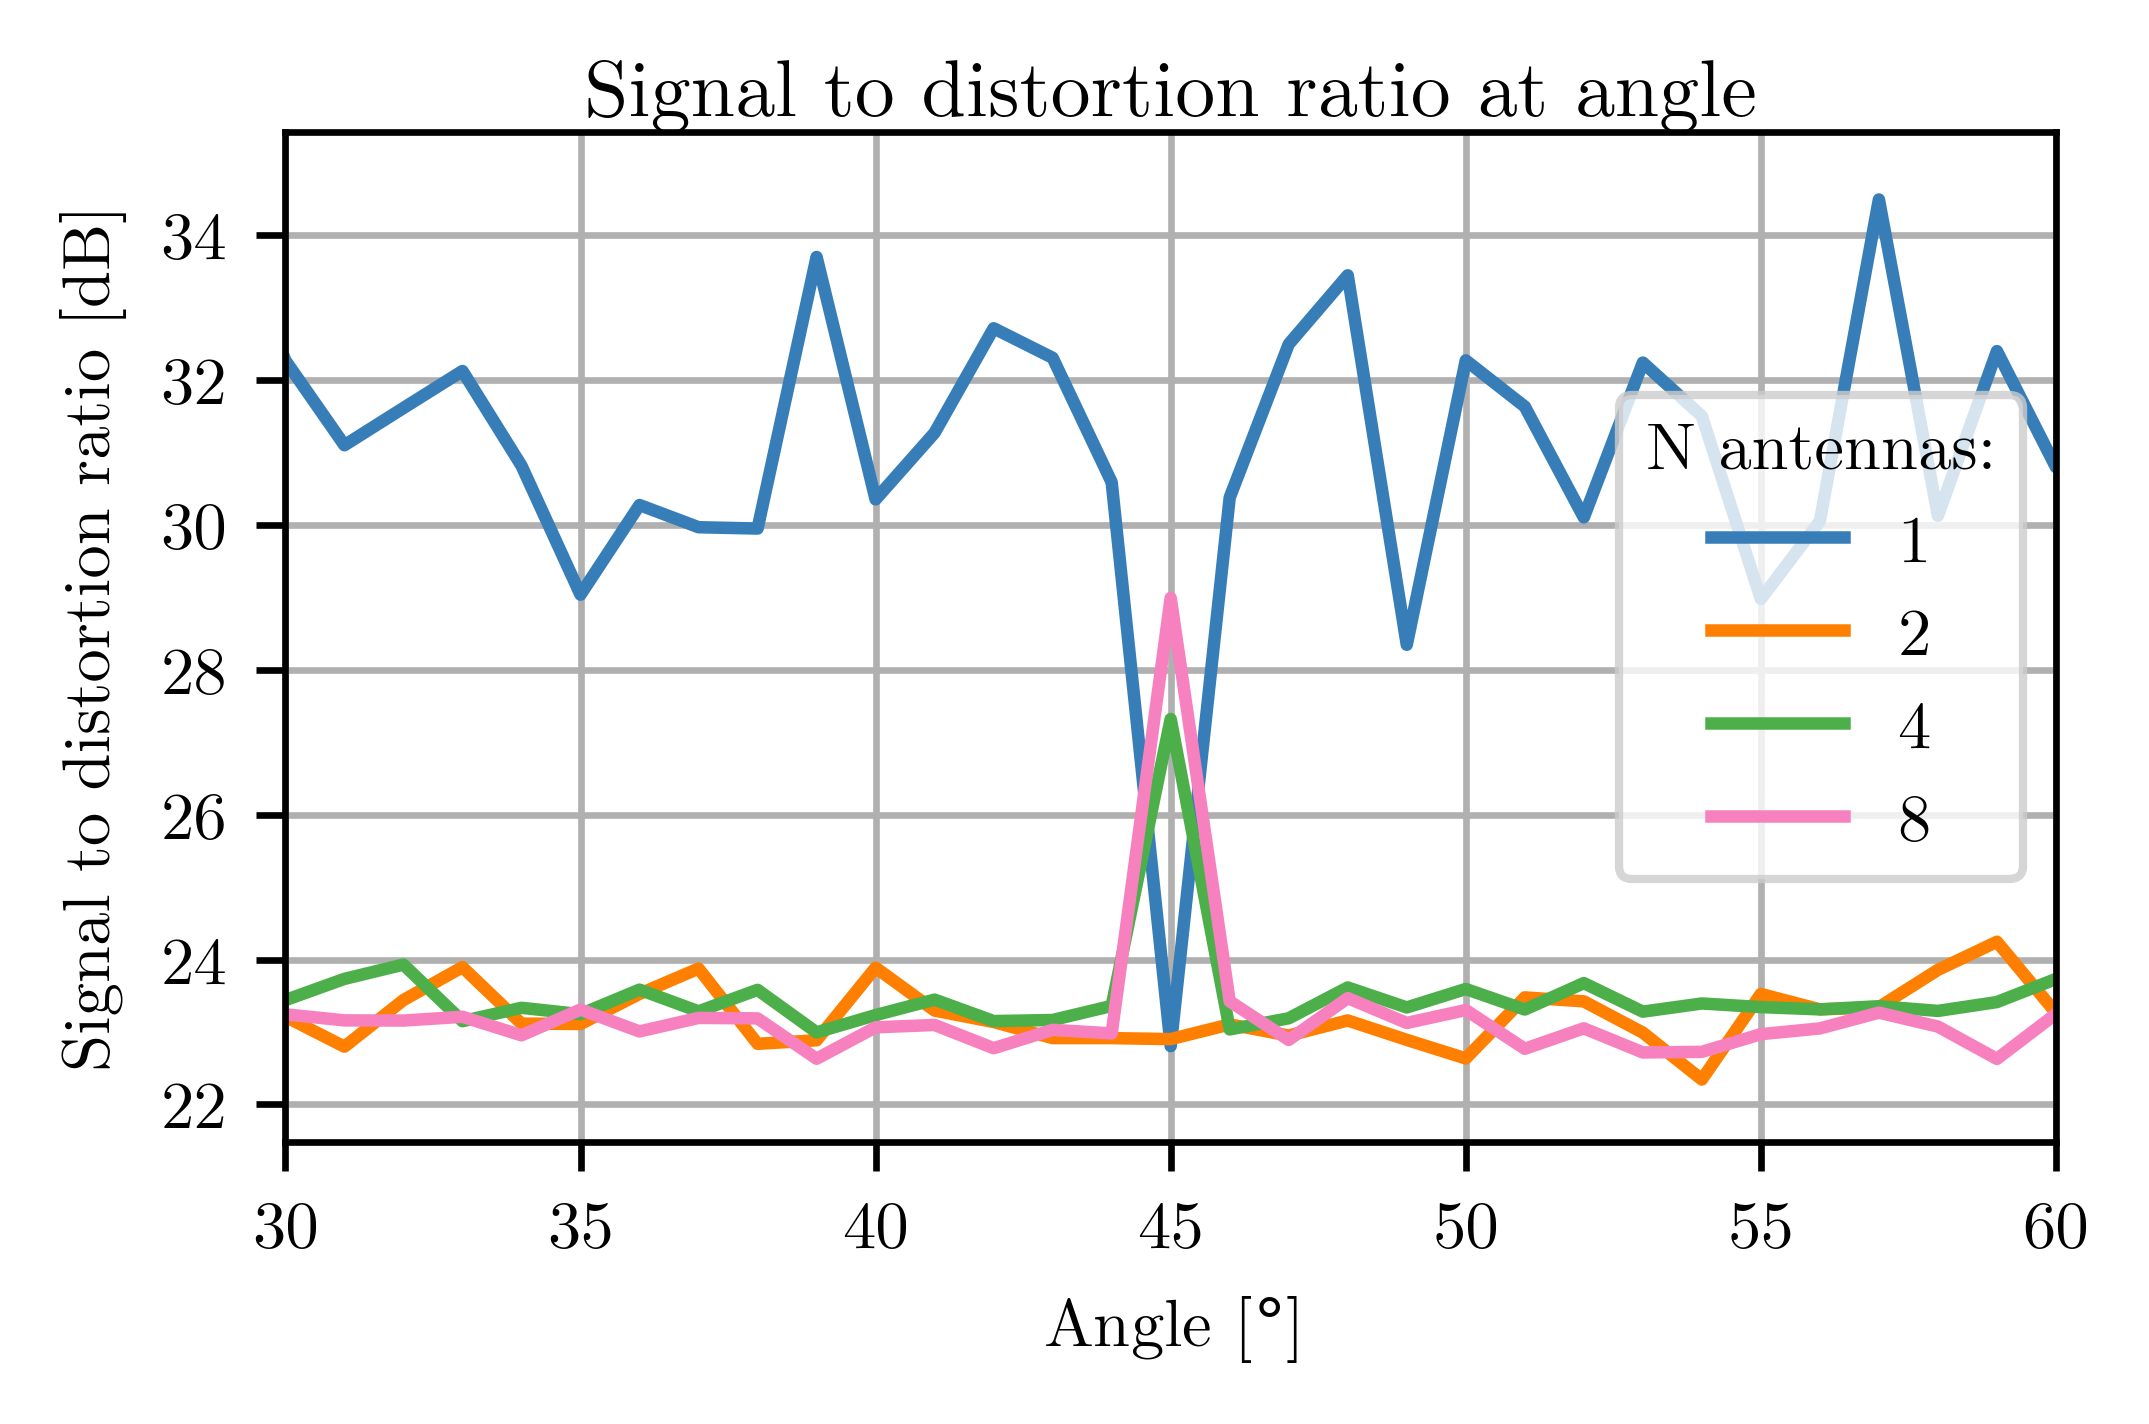 Signal to distortion ratio at angle
Signal to distortion ratio [dB]
34
32
30
28
26
24
22
N antennas:
1
2
4
8
30 35 40 45 50 55 60
Angle [°]